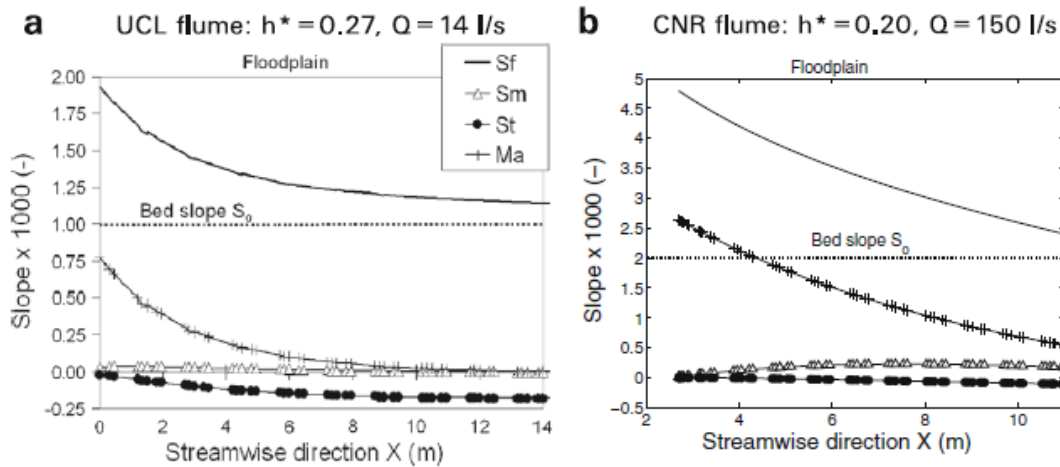 a UCL flume: h* = 0.27, Q = 14 l/s
Floodplain
Sf
Sm
St
Ma
2.00
1.75
1.50
1.25
1.00
0.75
0.50
0.25
0.00
-0.25
Slope x 1000 (-)
Bed slope S0
0 2 4 6 8 10 12 14
Streamwise direction X (m)
b CNR flume: h* = 0.20, Q = 150 l/s
Floodplain
5
4.5
4
3.5
3
2.5
2
1.5
1
0.5
0
-0.5
Slope x 1000 (-)
Bed slope S0
2 4 6 8 10
Streamwise direction X (m)